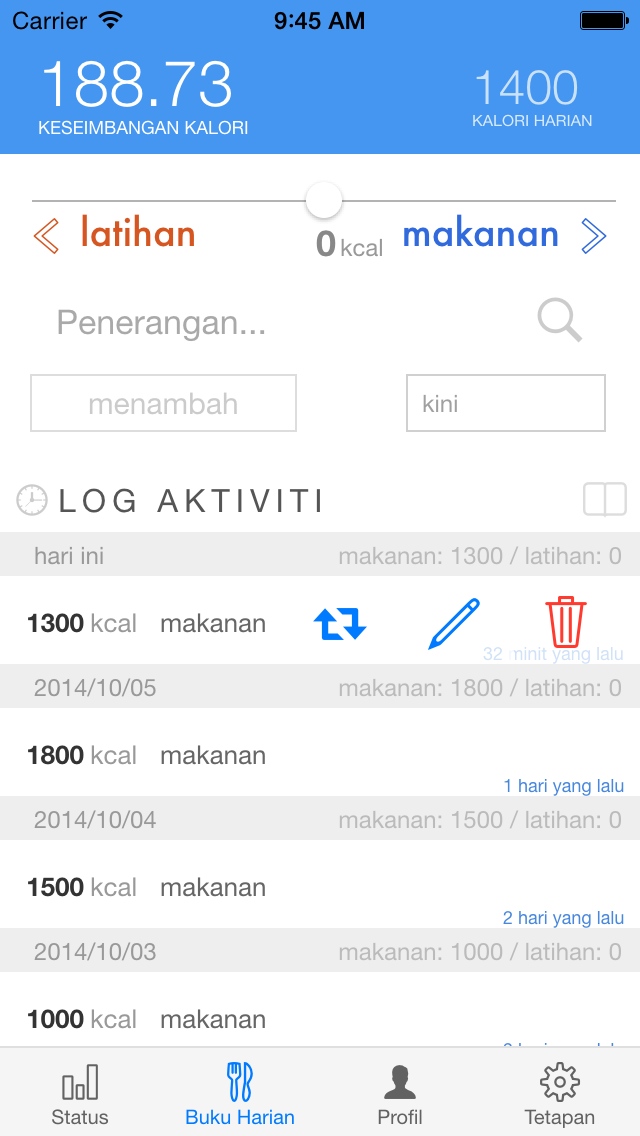 Carrier 9:45 AM
188.73 1400
KESEIMBANGAN KALORI KALORI HARIAN
latihan 0 kcal makanan
Penerangan...
menambah kini
LOG AKTIVITI
hari ini makanan: 1300 / latihan: 0
1300 kcal makanan
32 minit yang lalu
2014/10/05 makanan: 1800 / latihan: 0
1800 kcal makanan
1 hari yang lalu
2014/10/04 makanan: 1500 / latihan: 0
1500 kcal makanan
2 hari yang lalu
2014/10/03 makanan: 1000 / latihan: 0
1000 kcal makanan
Status Buku Harian Profil Tetapan